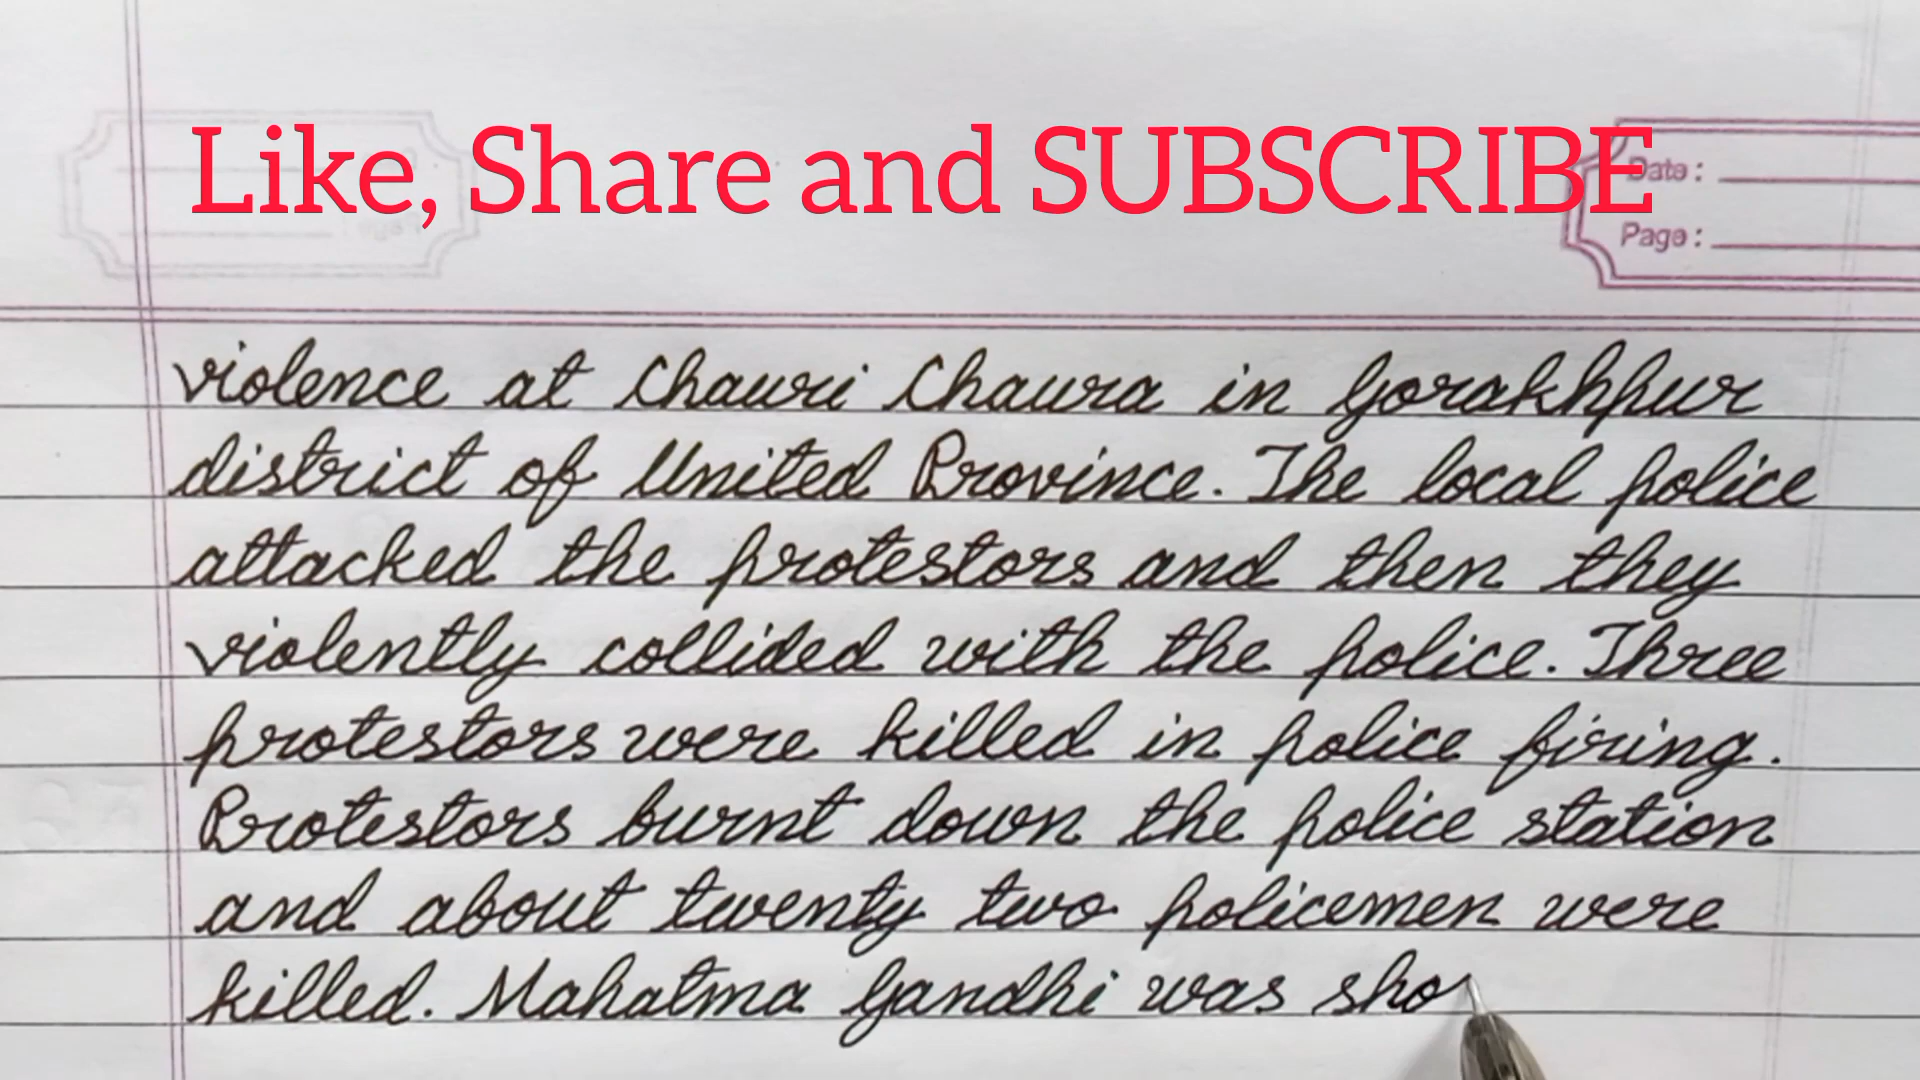 Like, Share and SUBSCRIBE
Date :
Page :
violence at Chauri Chaura in Gorakhpur
district of United Province. The local police
attacked the protestors and then they
violently collided with the police. Three
protestors were killed in police firing.
Protestors burnt down the police station
and about twenty two policemen were
killed. Mahatma Gandhi was sho